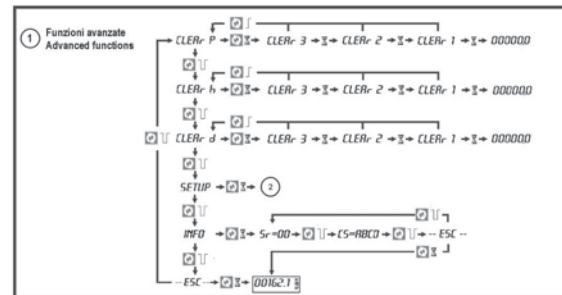 1 Funzioni avanzate
Advanced functions
CLEAr P CLEAr 3 CLEAr 2 CLEAr 1 000000
CLEAr h CLEAr 3 CLEAr 2 CLEAr 1 000000
CLEAr d CLEAr 3 CLEAr 2 CLEAr 1 000000
SETUP 2
INFO Sr=00 CS=ABCD -- ESC --
-- ESC -- 00162.1